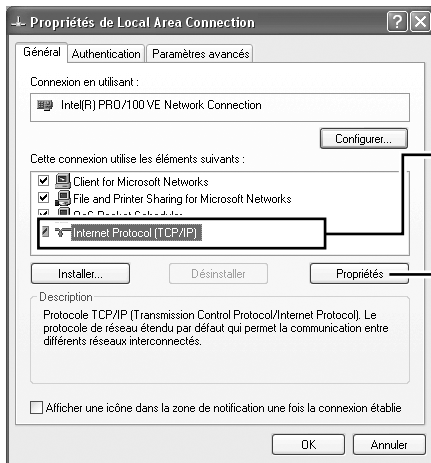 Propriétés de Local Area Connection
Général Authentication Paramètres avancés
Connexion en utilisant :
Intel(R) PRO/100 VE Network Connection
Configurer...
Cette connexion utilise les éléments suivants :
Client for Microsoft Networks
File and Printer Sharing for Microsoft Networks
QoS Packet Scheduler
Internet Protocol (TCP/IP)
Installer... Désinstaller Propriétés
Description
Protocole TCP/IP (Transmission Control Protocol/Internet Protocol). Le
protocole de réseau étendu par défaut qui permet la communication entre
différents réseaux interconnectés.
Afficher une icône dans la zone de notification une fois la connexion établie
OK Annuler